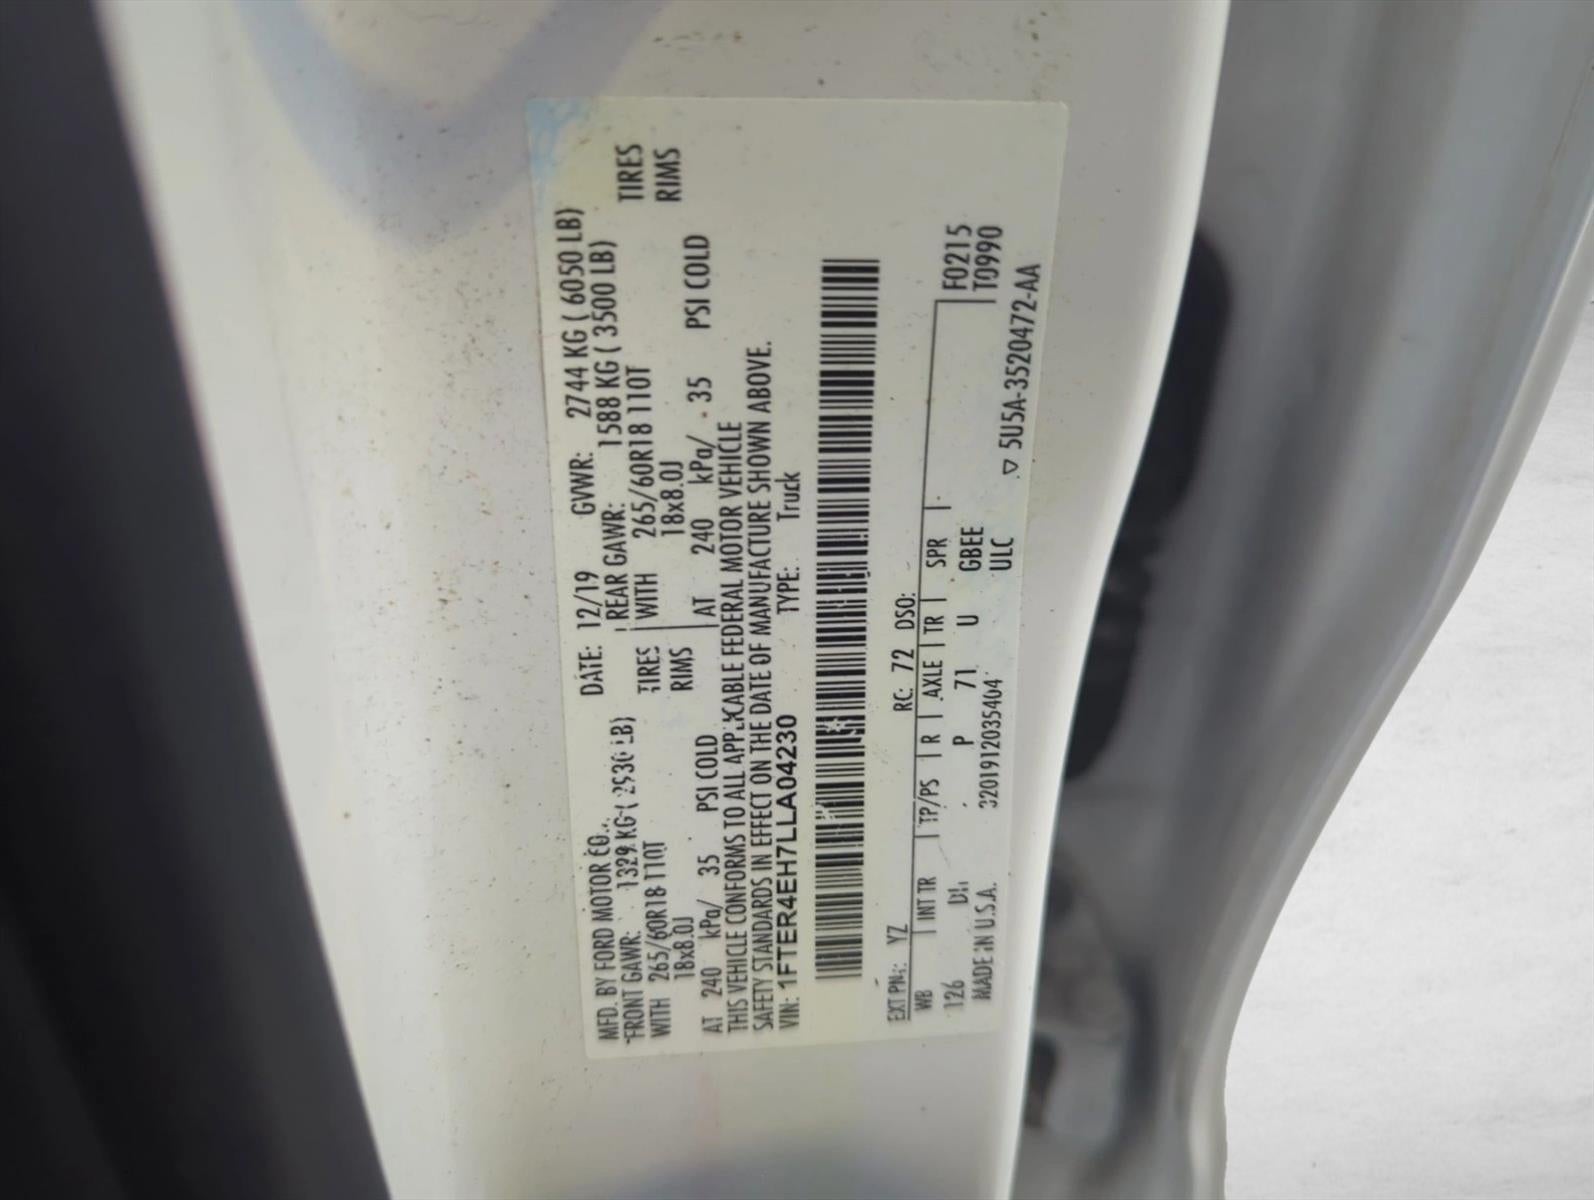 MFD. BY FORD MOTOR CO. DATE: 12/19 GVWR: 2744 KG ( 6050 LB)
FRONT GAWR: 1329 KG ( LB) REAR GAWR: 1588 KG ( 3500 LB)
WITH 265/60R18 110T TIRES WITH 265/60R18 110T TIRES
18x8.0J RIMS 18x8.0J RIMS
AT 240 kPa/ 35 PSI COLD AT 240 kPa/ 35 PSI COLD
THIS VEHICLE CONFORMS TO ALL APPLICABLE FEDERAL MOTOR VEHICLE
SAFETY STANDARDS IN EFFECT ON THE DATE OF MANUFACTURE SHOWN ABOVE.
VIN: 1FTER4EH7LLA04230 TYPE: Truck
EXT PNT: YZ RC: 72 DSO:
WB INT TR TP/PS R AXLE TR SPR F0215
126 P 71 U GBEE T0990
MADE IN U.S.A. 3201912035404 ULC
▽ 5U5A-3520472-AA